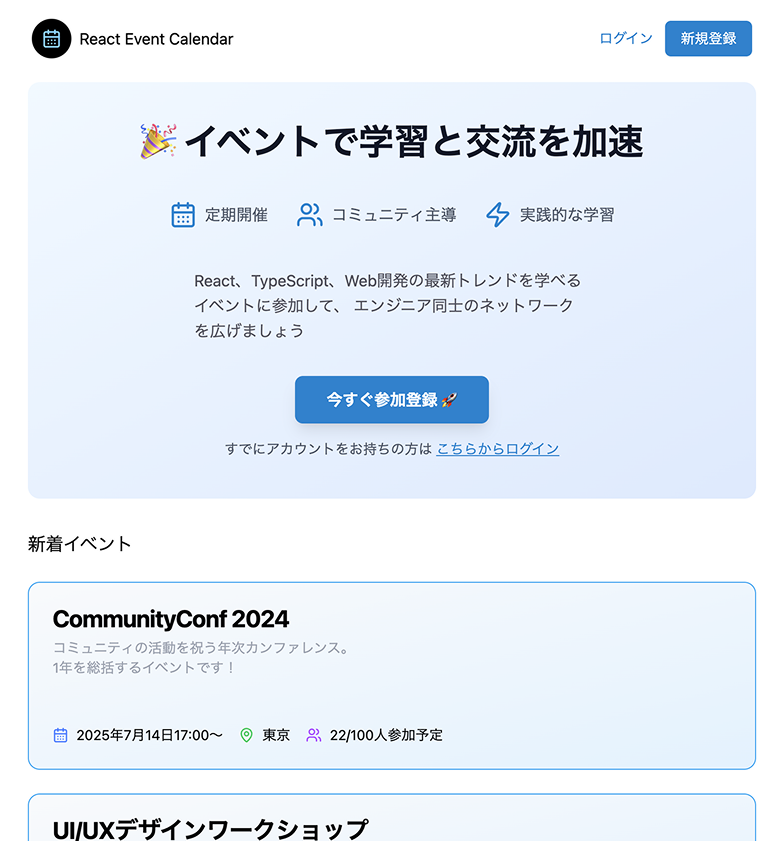 React Event Calendar
ログイン
新規登録
🎉イベントで学習と交流を加速
定期開催
コミュニティ主導
実践的な学習
React、TypeScript、Web開発の最新トレンドを学べる
イベントに参加して、 エンジニア同士のネットワーク
を広げましょう
今すぐ参加登録 🚀
すでにアカウントをお持ちの方は こちらからログイン
新着イベント
CommunityConf 2024
コミュニティの活動を祝う年次カンファレンス。
1年を総括するイベントです！
2025年7月14日17:00〜
東京
22/100人参加予定
UI/UXデザインワークショップ